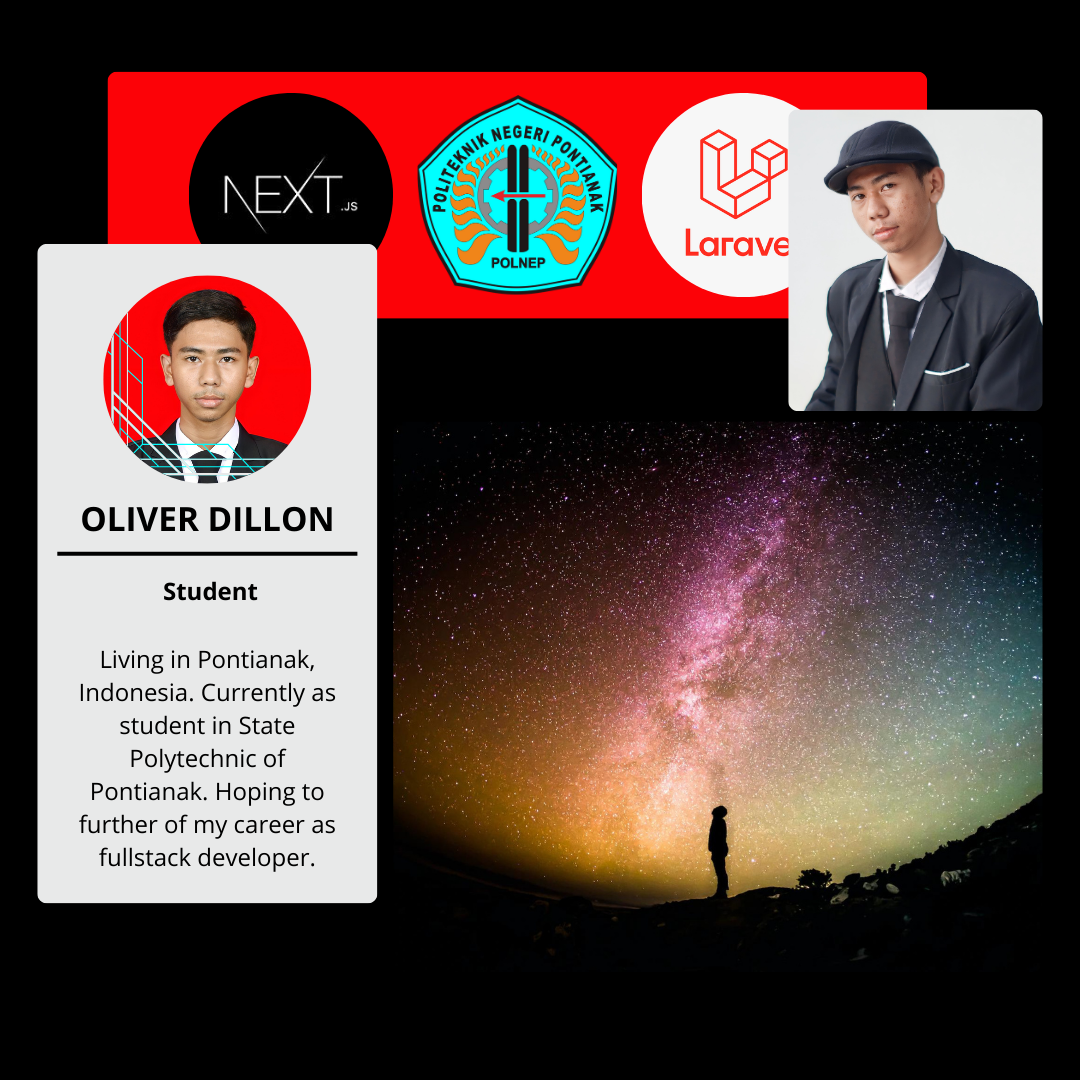 NEXT.JS
POLITEKNIK NEGERI PONTIANAK
POLNEP
Larave
OLIVER DILLON
Student
Living in Pontianak,
Indonesia. Currently as
student in State
Polytechnic of
Pontianak. Hoping to
further of my career as
fullstack developer.